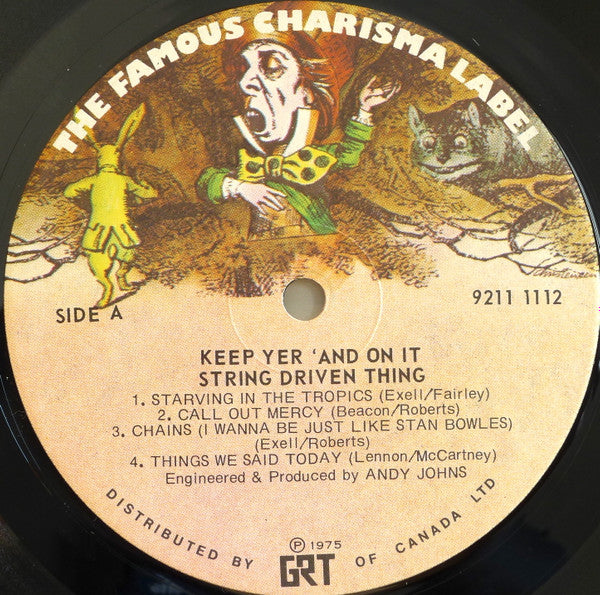 THE FAMOUS CHARISMA LABEL
SIDE A
9211 1112
KEEP YER 'AND ON IT
STRING DRIVEN THING
1. STARVING IN THE TROPICS (Exell/Fairley)
2. CALL OUT MERCY (Beacon/Roberts)
3. CHAINS (I WANNA BE JUST LIKE STAN BOWLES)
(Exell/Roberts)
4. THINGS WE SAID TODAY (Lennon/McCartney)
Engineered & Produced by ANDY JOHNS
℗ 1975
DISTRIBUTED BY GRT OF CANADA LTD